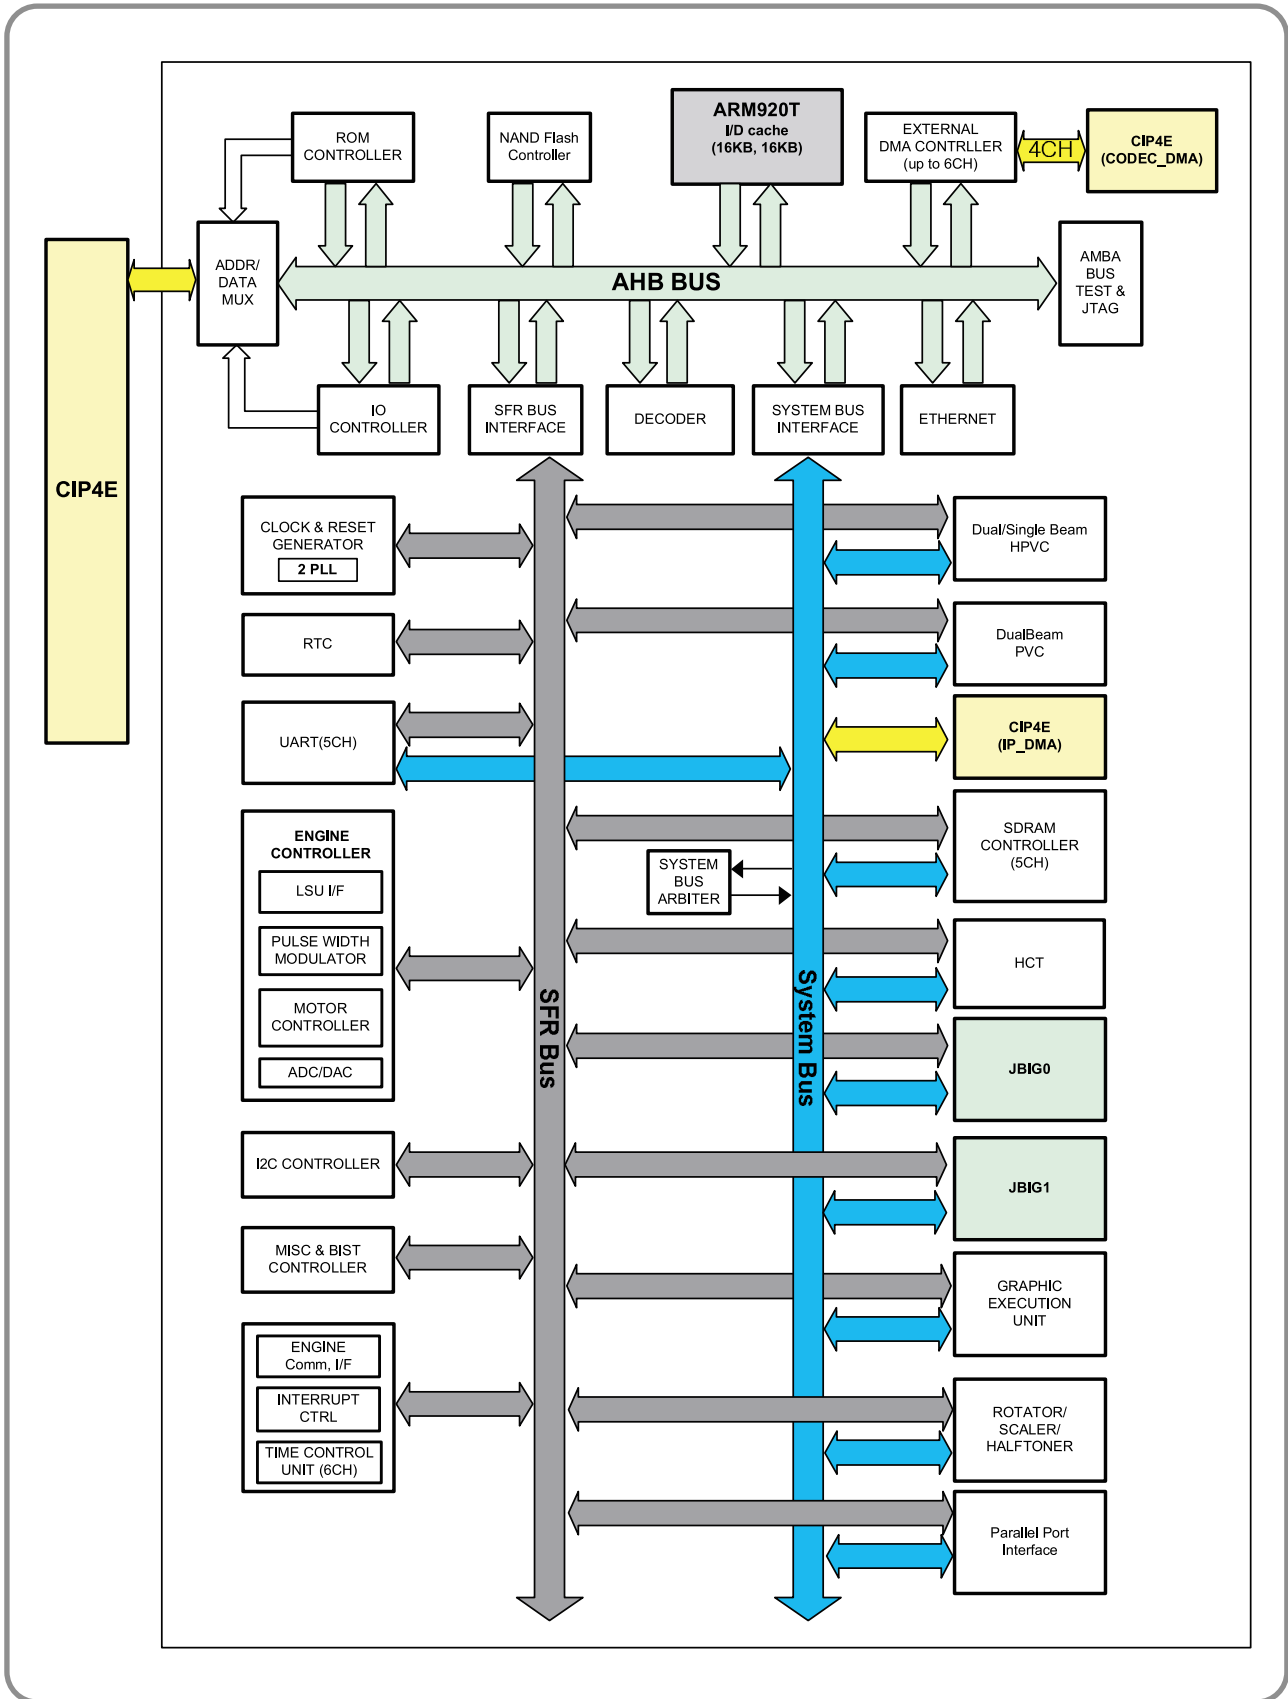 ROM
CONTROLLER
NAND Flash
Controller
ARM920T
I/D cache
(16KB, 16KB)
EXTERNAL
DMA CONTRLLER
(up to 6CH)
4CH
CIP4E
(CODEC_DMA)
ADDR/
DATA
MUX
AHB BUS
AMBA
BUS
TEST &
JTAG
IO
CONTROLLER
SFR BUS
INTERFACE
DECODER
SYSTEM BUS
INTERFACE
ETHERNET
CIP4E
CLOCK & RESET
GENERATOR
2 PLL
RTC
UART(5CH)
ENGINE
CONTROLLER
LSU I/F
PULSE WIDTH
MODULATOR
MOTOR
CONTROLLER
ADC/DAC
I2C CONTROLLER
MISC & BIST
CONTROLLER
ENGINE
Comm, I/F
INTERRUPT
CTRL
TIME CONTROL
UNIT (6CH)
SFR Bus
SYSTEM
BUS
ARBITER
System Bus
Dual/Single Beam
HPVC
DualBeam
PVC
CIP4E
(IP_DMA)
SDRAM
CONTROLLER
(5CH)
HCT
JBIG0
JBIG1
GRAPHIC
EXECUTION
UNIT
ROTATOR/
SCALER/
HALFTONER
Parallel Port
Interface